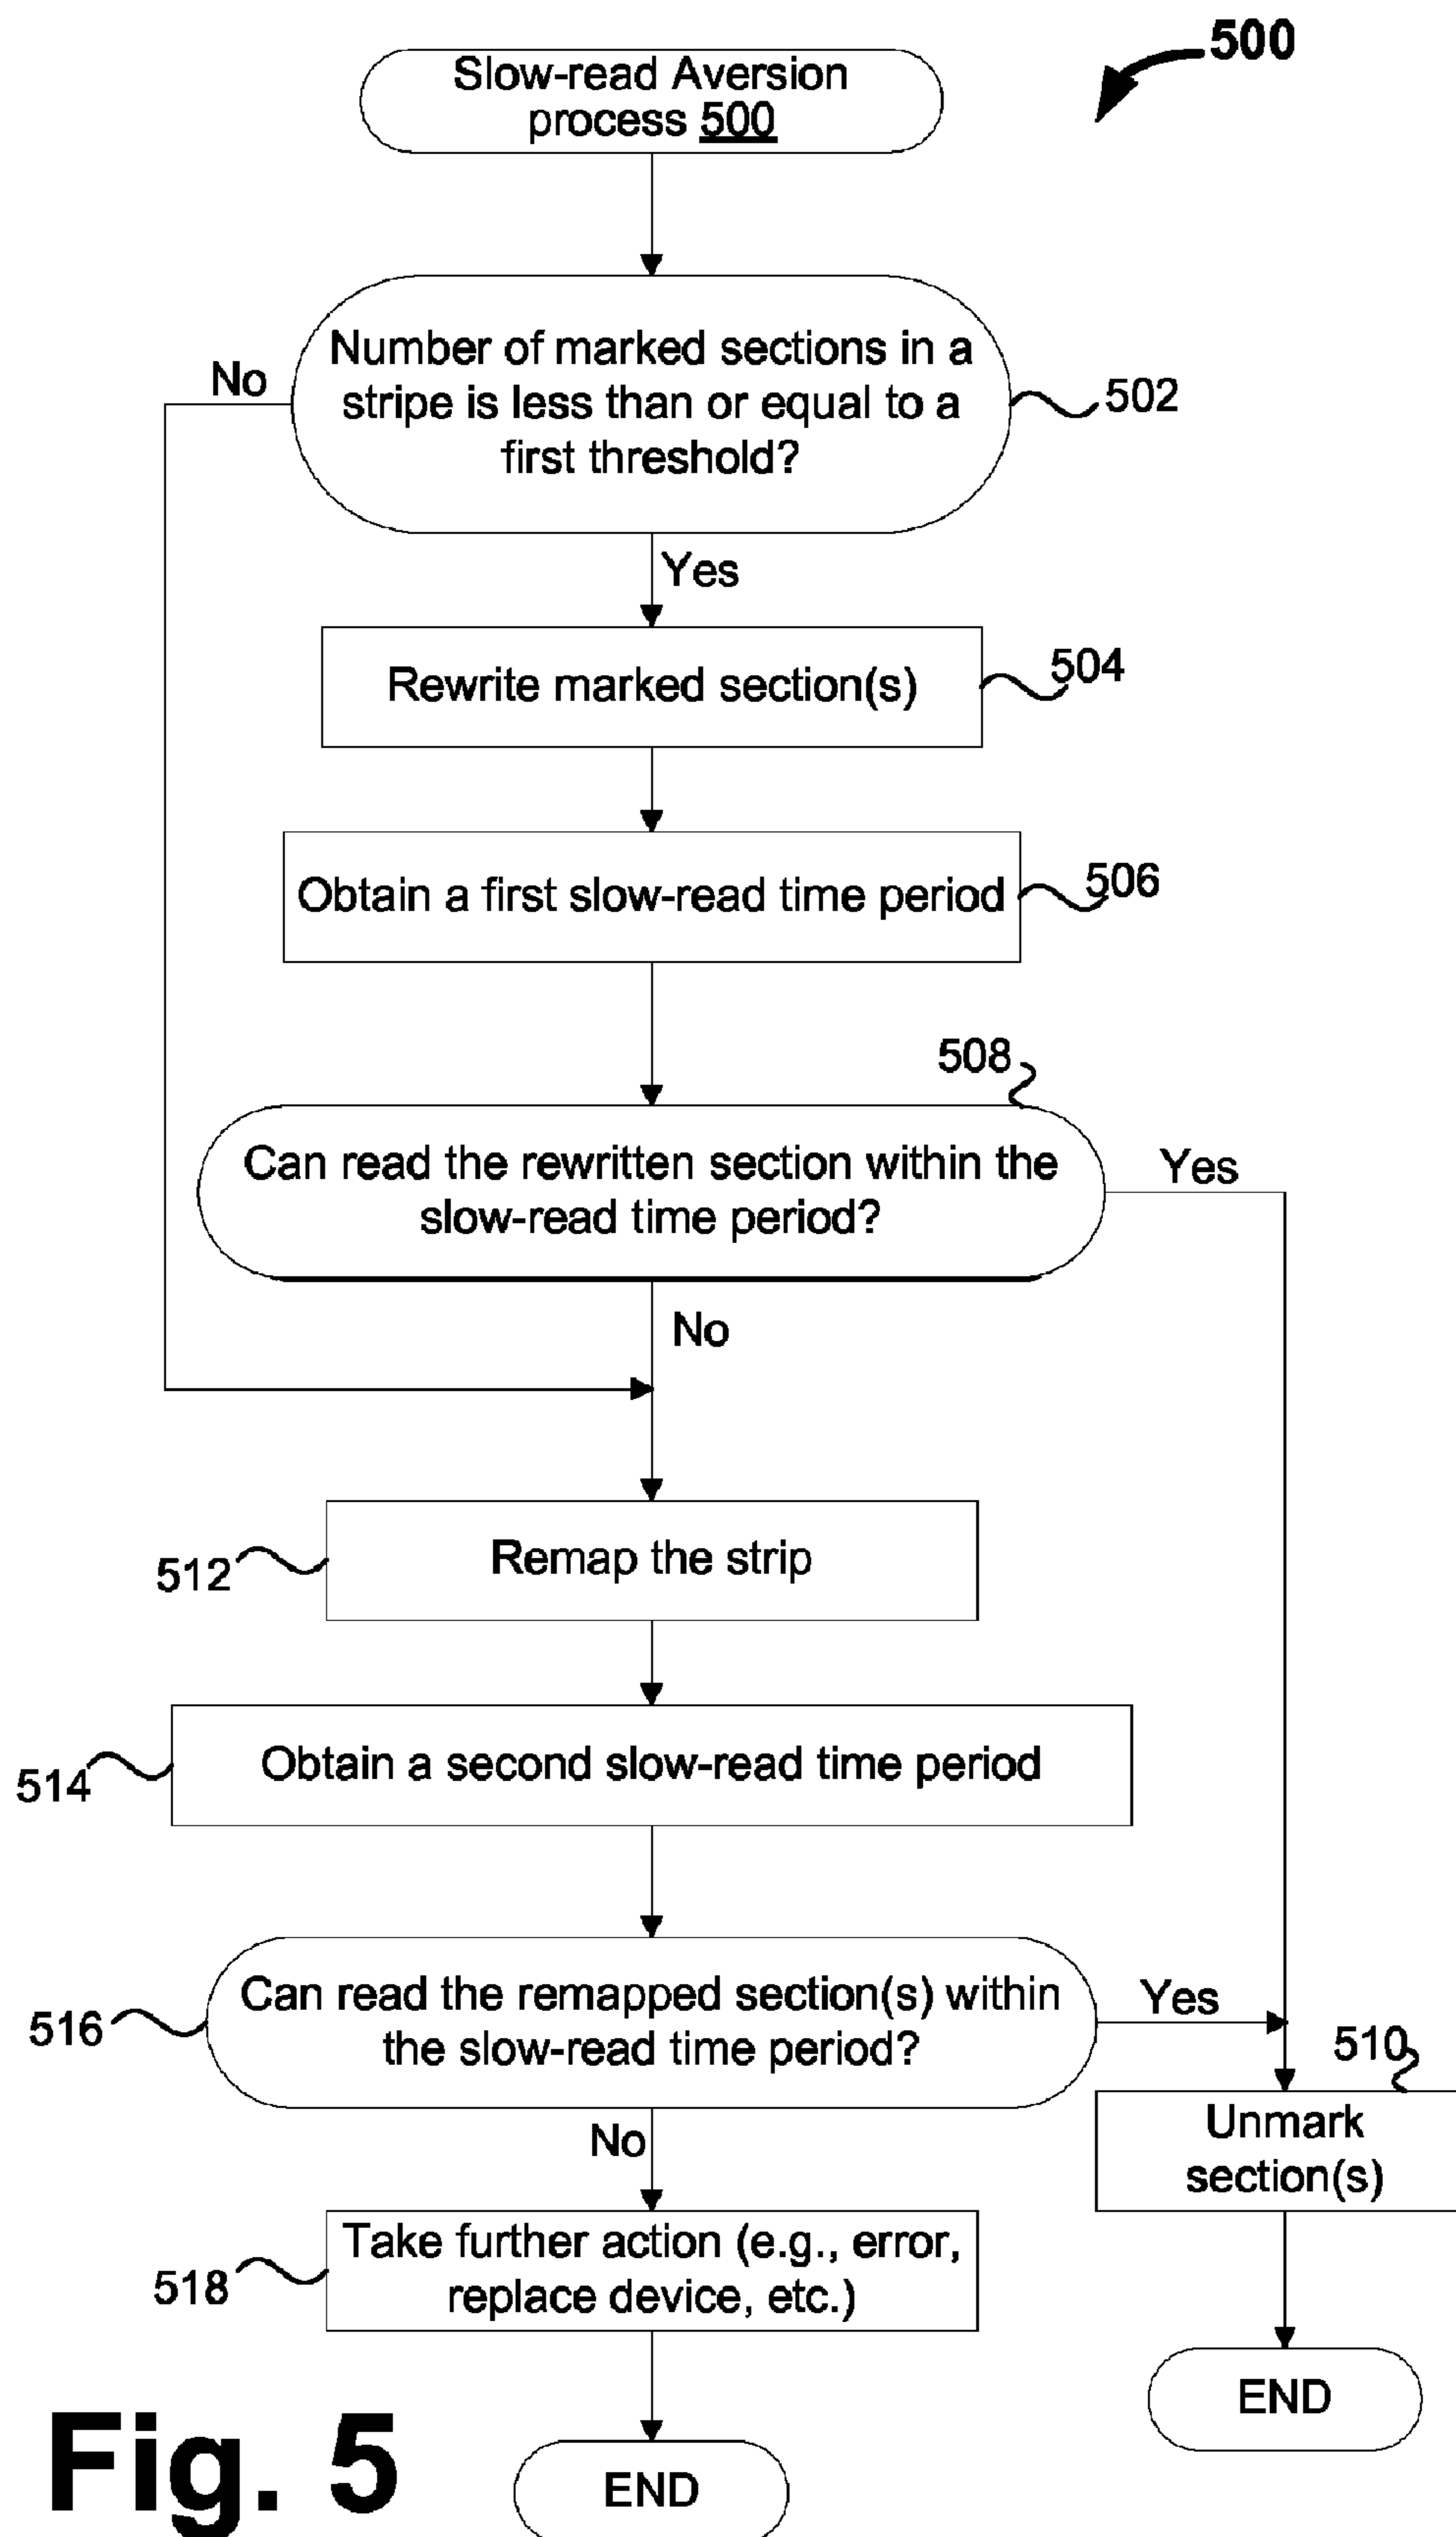 500
Slow-read Aversion
process 500
Number of marked sections in a
stripe is less than or equal to a
first threshold?
No
502
Yes
Rewrite marked section(s)
504
Obtain a first slow-read time period
506
508
Can read the rewritten section within the
slow-read time period?
Yes
No
Remap the strip
512
Obtain a second slow-read time period
514
Can read the remapped section(s) within
the slow-read time period?
516
Yes
510
Unmark
section(s)
No
Take further action (e.g., error,
replace device, etc.)
518
END
END
Fig. 5